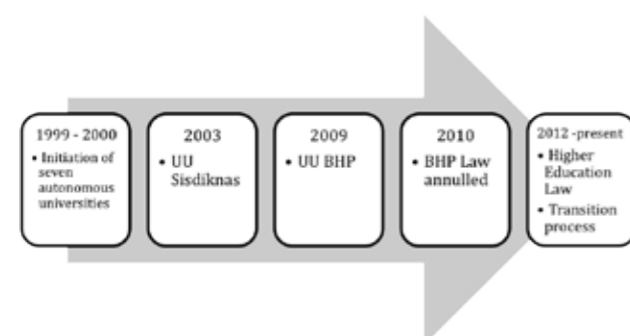 1999 - 2000
• Initiation of
seven
autonomous
universities
2003
• UU
Sisdiknas
2009
• UU BHP
2010
• BHP Law
annulled
2012 -present
• Higher
Education
Law
• Transition
process